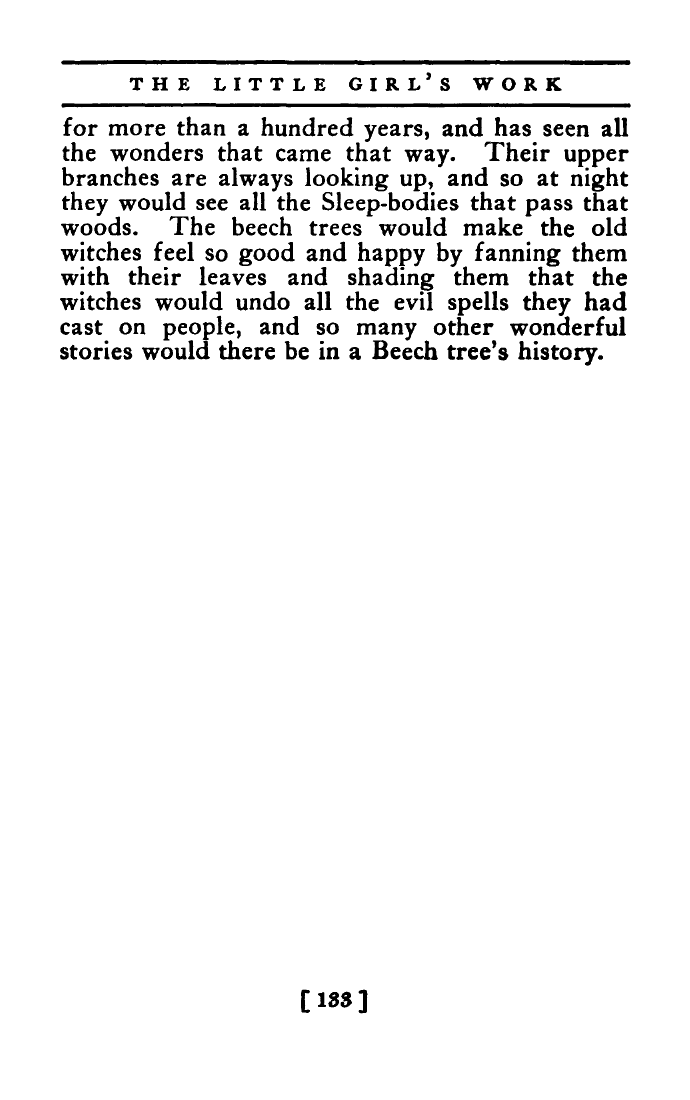 THE LITTLE GIRL'S WORK
for more than a hundred years, and has seen all
the wonders that came that way. Their upper
branches are always looking up, and so at night
they would see all the Sleep-bodies that pass that
woods. The beech trees would make the old
witches feel so good and happy by fanning them
with their leaves and shading them that the
witches would undo all the evil spells they had
cast on people, and so many other wonderful
stories would there be in a Beech tree's history.
[ 133 ]